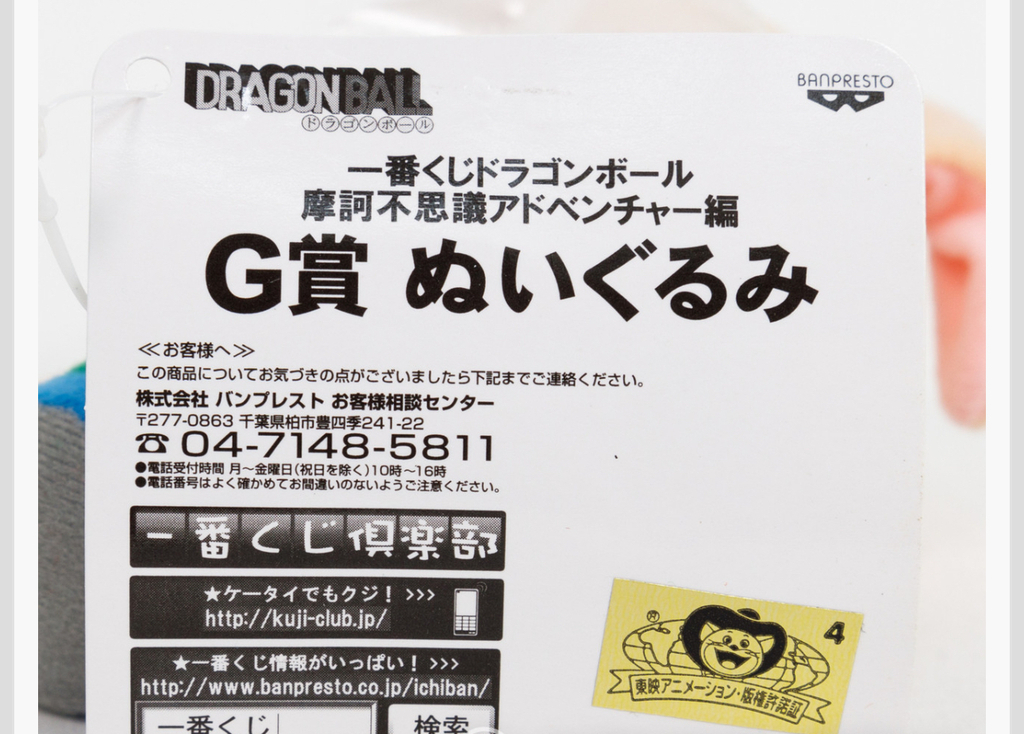 DRAGON BALL
ドラゴンボール
BANPRESTO
一番くじドラゴンボール
摩訶不思議アドベンチャー編
G賞 ぬいぐるみ
≪お客様へ≫
この商品についてお気づきの点がございましたら下記までご連絡ください。
株式会社 バンプレスト お客様相談センター
〒277-0863 千葉県柏市豊四季241-22
☎ 04-7148-5811
●電話受付時間 月～金曜日(祝日を除く)10時～16時
●電話番号はよく確かめてお間違いのないようご注意ください。
一番くじ倶楽部
★ケータイでもクジ！ >>>
http://kuji-club.jp/
★一番くじ情報がいっぱい！ >>>
http://www.banpresto.co.jp/ichiban/
一番くじ 検索
® 4
東映アニメーション・版権許諾証